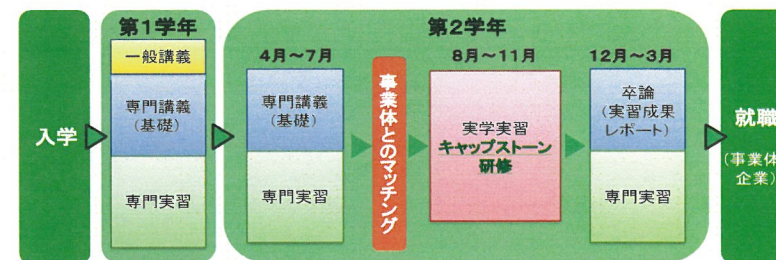 入学
第1学年
一般講義
専門講義
(基礎)
専門実習
第2学年
4月～7月
専門講義
(基礎)
専門実習
事業体とのマッチング
8月～11月
実学実習
キャップストーン
研修
12月～3月
卒論
(実習成果
レポート)
専門実習
就職
(事業体
企業)